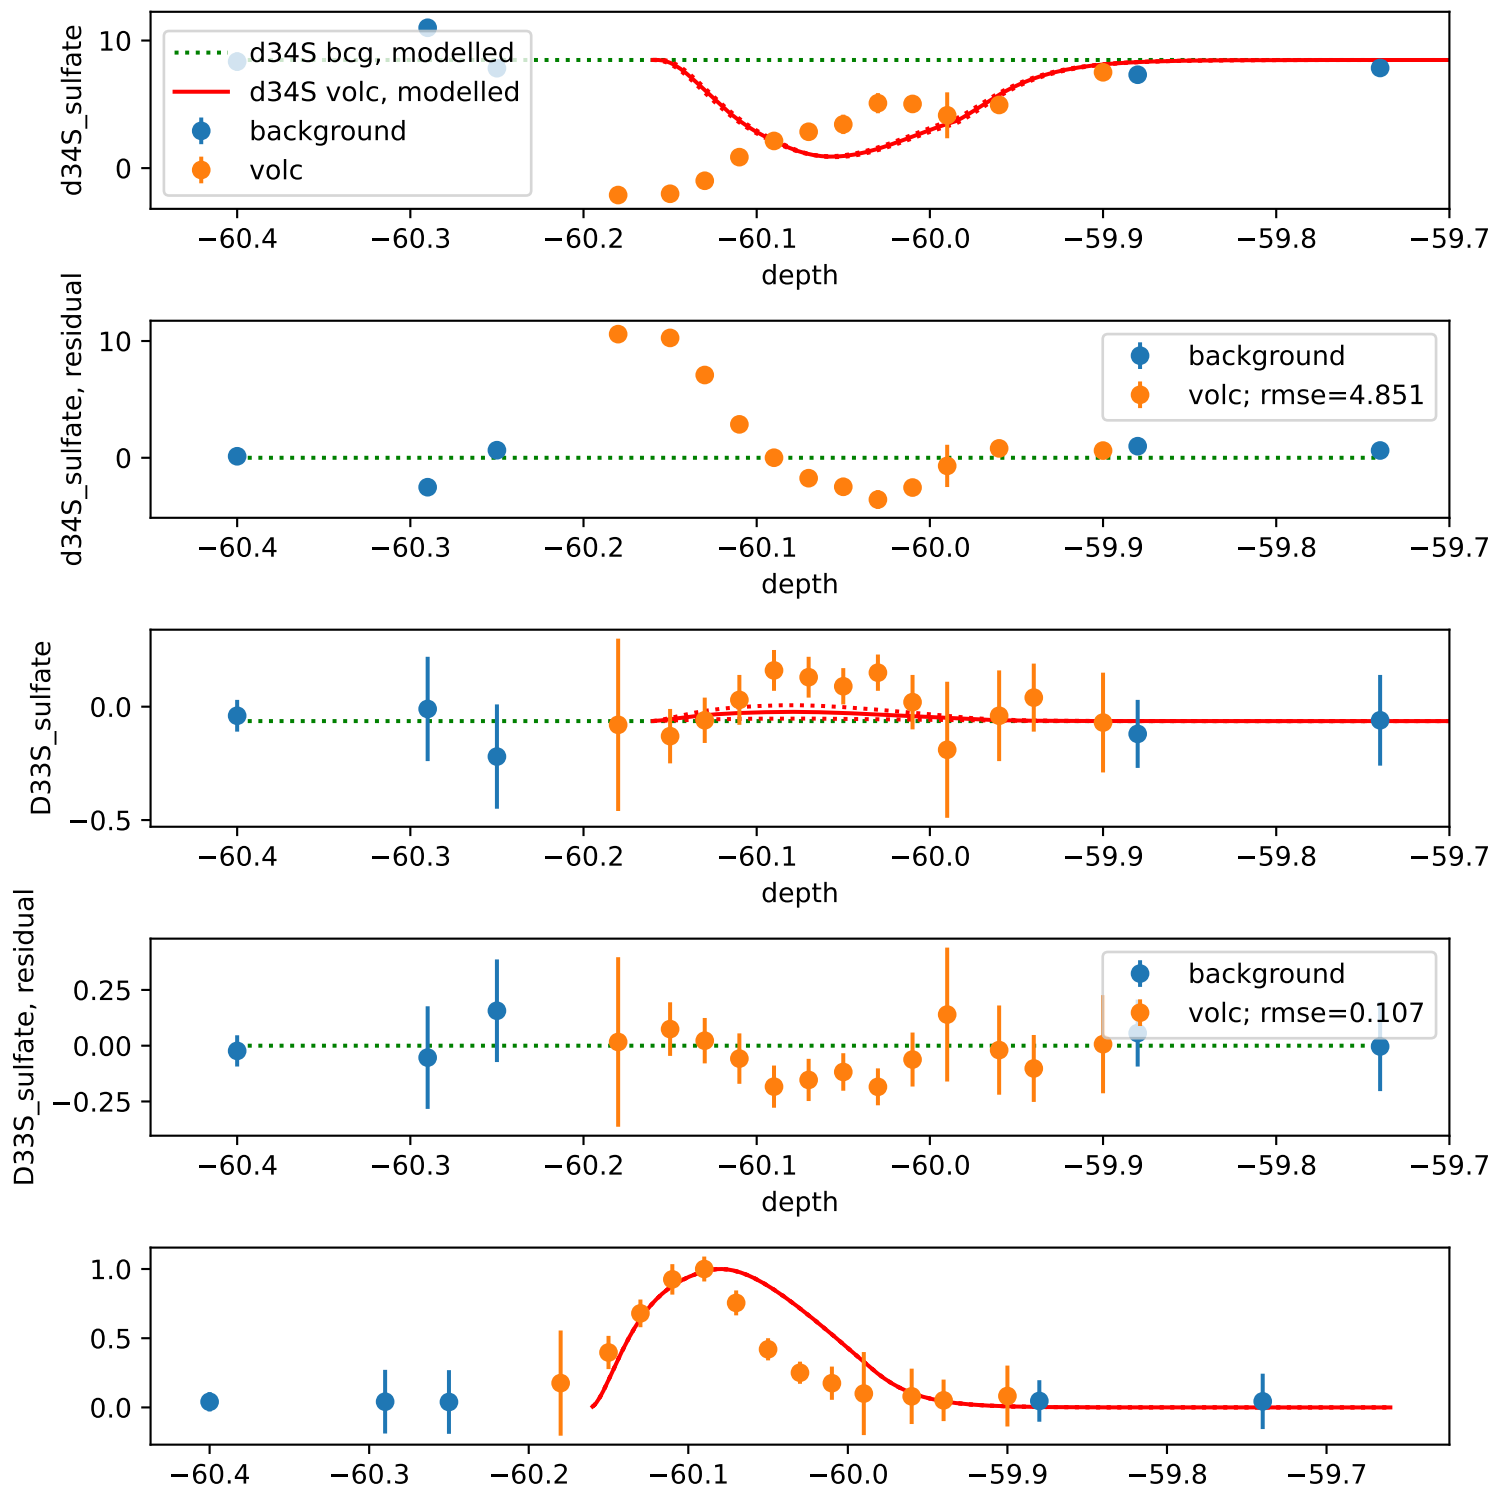 d34S_sulfate
10
0
d34S bcg, modelled
d34S volc, modelled
background
volc
−60.4 −60.3 −60.2 −60.1 −60.0 −59.9 −59.8 −59.7
depth
d34S_sulfate, residual
10
0
background
volc; rmse=4.851
−60.4 −60.3 −60.2 −60.1 −60.0 −59.9 −59.8 −59.7
depth
D33S_sulfate
0.0
−0.5
−60.4 −60.3 −60.2 −60.1 −60.0 −59.9 −59.8 −59.7
depth
D33S_sulfate, residual
0.25
0.00
−0.25
background
volc; rmse=0.107
−60.4 −60.3 −60.2 −60.1 −60.0 −59.9 −59.8 −59.7
depth
1.0
0.5
0.0
−60.4 −60.3 −60.2 −60.1 −60.0 −59.9 −59.8 −59.7